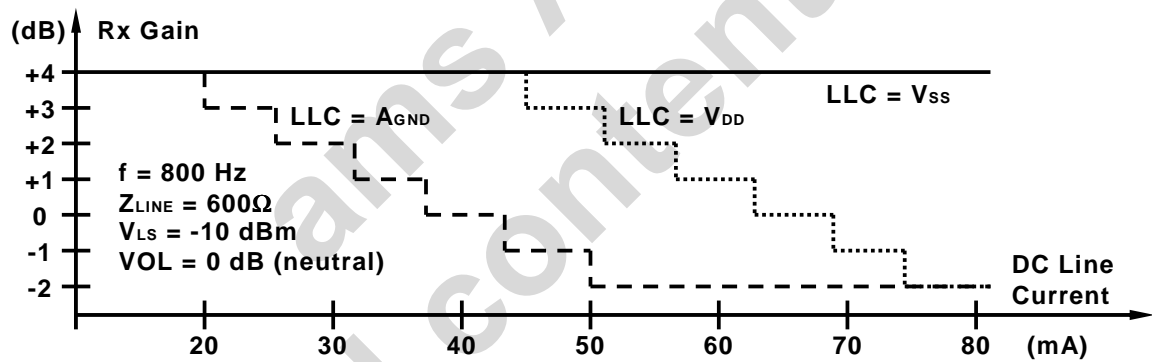 (dB) Rx Gain
+4
+3
+2
+1
0
-1
-2
LLC = VSS
LLC = AGND
LLC = VDD
f = 800 Hz
ZLINE = 600Ω
VLS = -10 dBm
VOL = 0 dB (neutral)
DC Line
Current
20 30 40 50 60 70 80 (mA)
ams A
content